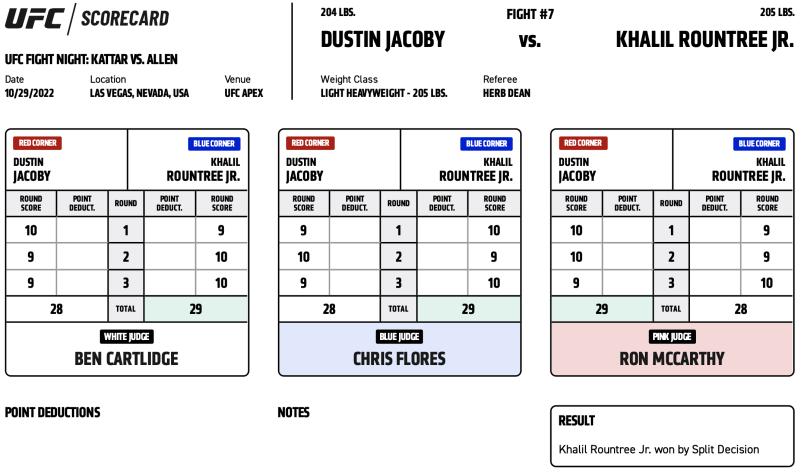 UFC / SCORECARD
UFC FIGHT NIGHT: KATTAR VS. ALLEN
Date Location Venue
10/29/2022 LAS VEGAS, NEVADA, USA UFC APEX
204 LBS. FIGHT #7 205 LBS.
DUSTIN JACOBY VS. KHALIL ROUNTREE JR.
Weight Class Referee
LIGHT HEAVYWEIGHT - 205 LBS. HERB DEAN
RED CORNER BLUE CORNER
DUSTIN KHALIL
JACOBY ROUNTREE JR.
ROUND SCORE POINT DEDUCT. ROUND POINT DEDUCT. ROUND SCORE
10 1 9
9 2 10
9 3 10
28 TOTAL 29
WHITE JUDGE
BEN CARTLIDGE
RED CORNER BLUE CORNER
DUSTIN KHALIL
JACOBY ROUNTREE JR.
ROUND SCORE POINT DEDUCT. ROUND POINT DEDUCT. ROUND SCORE
9 1 10
10 2 9
9 3 10
28 TOTAL 29
BLUE JUDGE
CHRIS FLORES
RED CORNER BLUE CORNER
DUSTIN KHALIL
JACOBY ROUNTREE JR.
ROUND SCORE POINT DEDUCT. ROUND POINT DEDUCT. ROUND SCORE
10 1 9
10 2 9
9 3 10
29 TOTAL 28
PINK JUDGE
RON MCCARTHY
POINT DEDUCTIONS
NOTES
RESULT
Khalil Rountree Jr. won by Split Decision